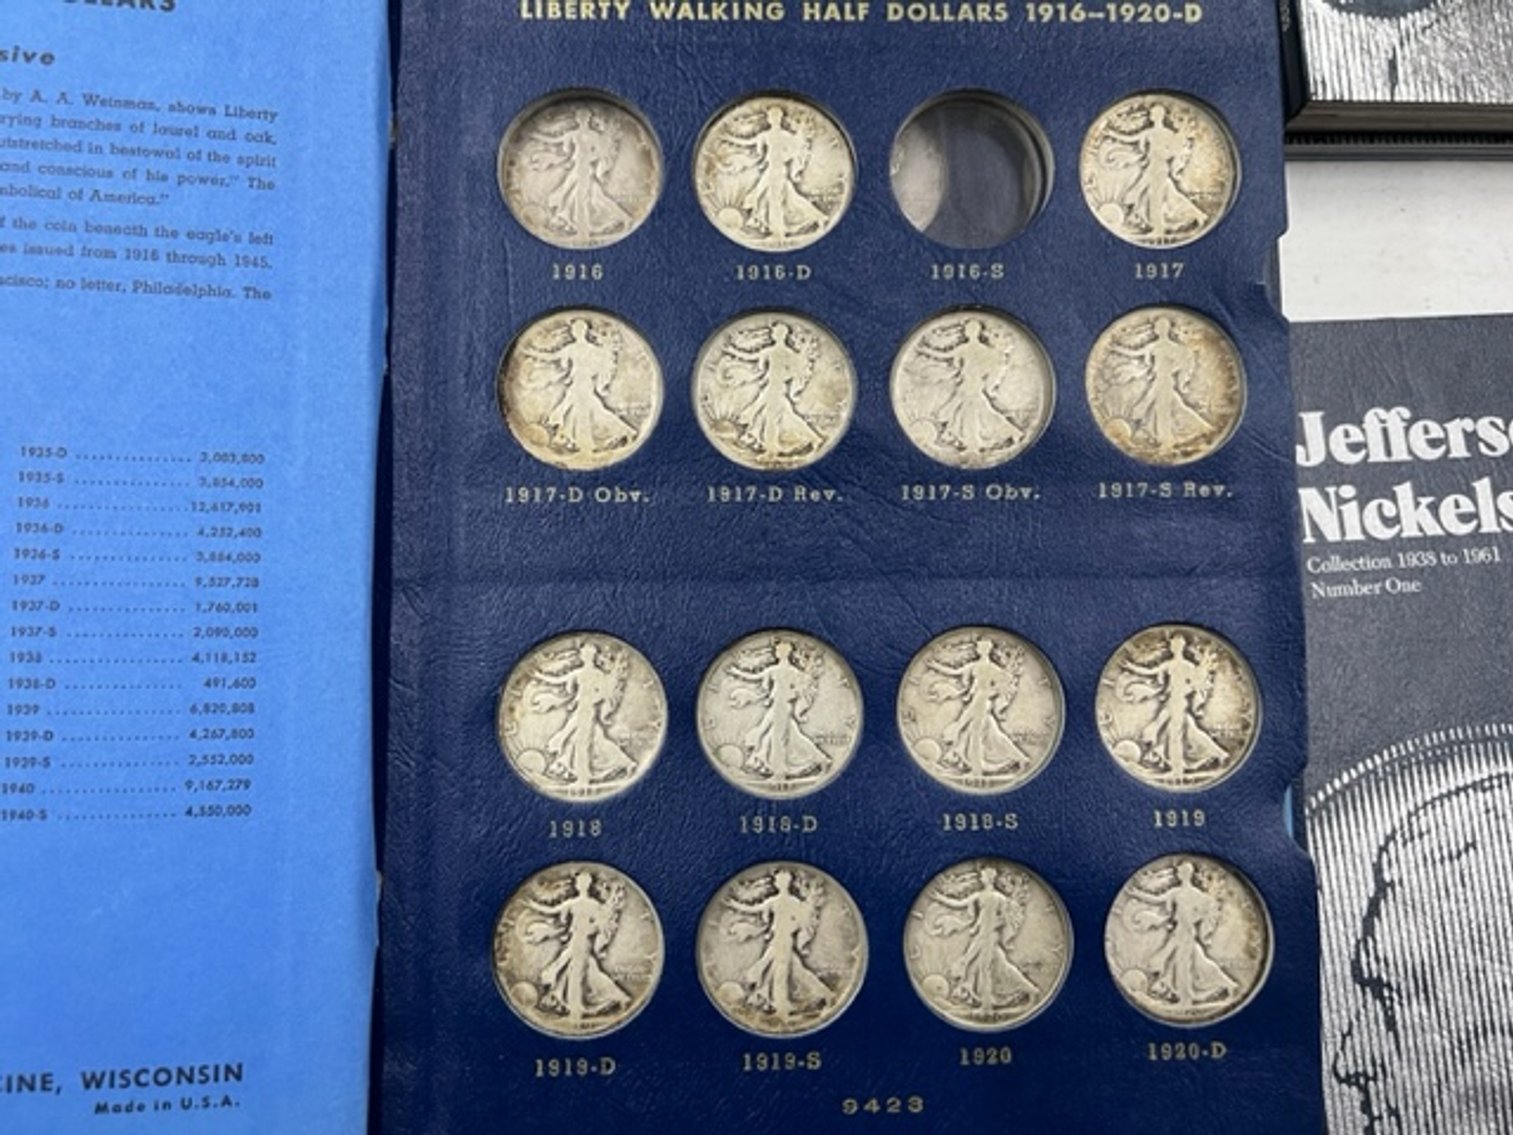 sive
by A. A. Weinman, shows Liberty
rying branches of laurel and oak,
utstretched in bestowal of the spirit
and conscious of his power." The
mbolical of America."
f the coin beneath the eagle's left
es issued from 1916 through 1945.
cisco; no letter, Philadelphia. The
1935-D ............... 3,003,800
1935-S ............... 3,854,000
1936 ............... 12,617,901
1936-D ............... 4,252,400
1936-S ............... 3,884,000
1937 ............... 9,527,728
1937-D ............... 1,760,001
1937-S ............... 2,090,000
1938 ............... 4,118,152
1938-D ............... 491,600
1939 ............... 6,820,808
1939-D ............... 4,267,800
1939-S ............... 2,552,000
1940 ............... 9,167,279
1940-S ............... 4,550,000
CINE, WISCONSIN
Made in U.S.A.
LIBERTY WALKING HALF DOLLARS 1916–1920-D
1916 1916-D 1916-S 1917
1917-D Obv. 1917-D Rev. 1917-S Obv. 1917-S Rev.
1918 1918-D 1918-S 1919
1919-D 1919-S 1920 1920-D
9423
Jefferso
Nickels
Collection 1938 to 1961
Number One